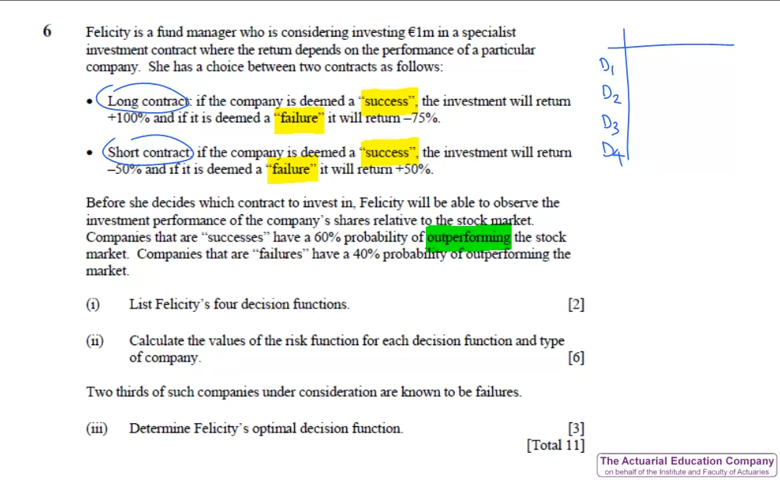 6 Felicity is a fund manager who is considering investing €1m in a specialist
investment contract where the return depends on the performance of a particular
company. She has a choice between two contracts as follows:
• Long contract: if the company is deemed a “success”, the investment will return
+100% and if it is deemed a “failure” it will return –75%.
• Short contract: if the company is deemed a “success”, the investment will return
–50% and if it is deemed a “failure” it will return +50%.
Before she decides which contract to invest in, Felicity will be able to observe the
investment performance of the company’s shares relative to the stock market.
Companies that are “successes” have a 60% probability of outperforming the stock
market. Companies that are “failures” have a 40% probability of outperforming the
market.
(i) List Felicity’s four decision functions. [2]
(ii) Calculate the values of the risk function for each decision function and type
of company. [6]
Two thirds of such companies under consideration are known to be failures.
(iii) Determine Felicity’s optimal decision function. [3]
[Total 11]
D1
D2
D3
D4
The Actuarial Education Company
on behalf of the Institute and Faculty of Actuaries